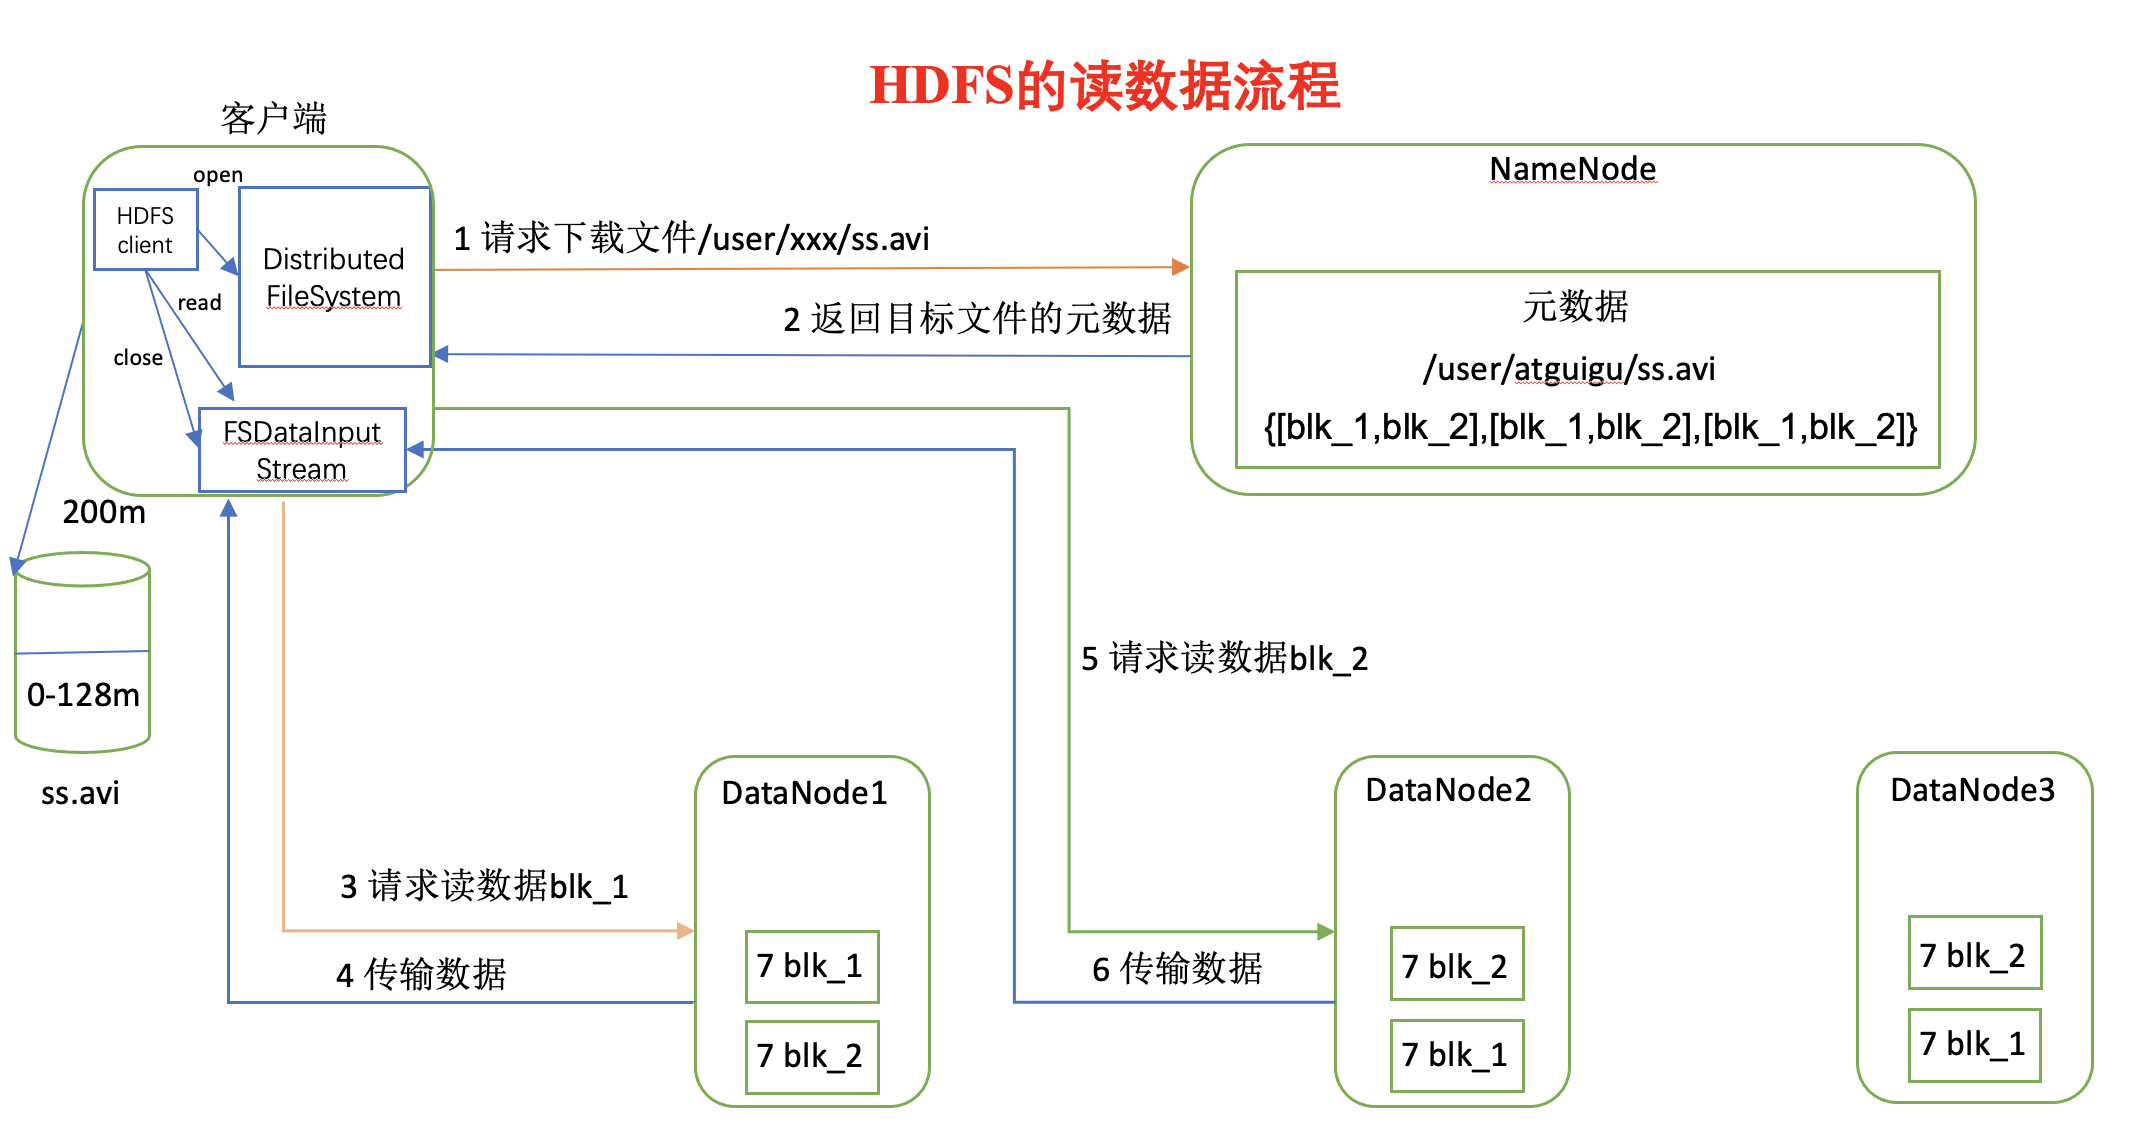 HDFS的读数据流程
客户端
open
HDFS
client
Distributed
FileSystem
read
close
FSDataInput
Stream
1 请求下载文件/user/xxx/ss.avi
2 返回目标文件的元数据
NameNode
元数据
/user/atguigu/ss.avi
{[blk_1,blk_2],[blk_1,blk_2],[blk_1,blk_2]}
200m
0-128m
ss.avi
5 请求读数据blk_2
3 请求读数据blk_1
4 传输数据
6 传输数据
DataNode1
7 blk_1
7 blk_2
DataNode2
7 blk_2
7 blk_1
DataNode3
7 blk_2
7 blk_1